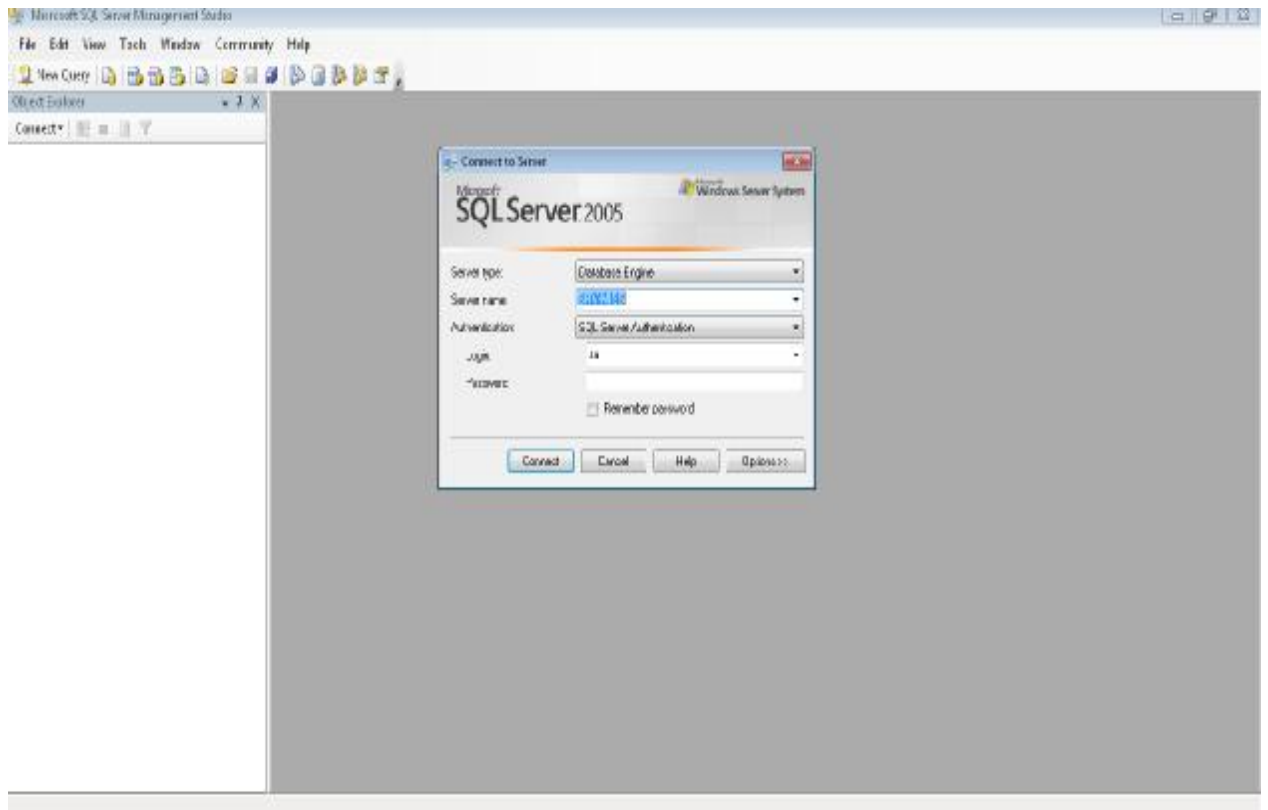 Microsoft SQL Server Management Studio
File Edit View Tools Window Community Help
New Query
Object Explorer
Connect
Connect to Server
Microsoft
SQL Server 2005
Microsoft
Windows Server System
Server type: Database Engine
Server name:
Authentication: SQL Server Authentication
Login: sa
Password:
Remember password
Connect Cancel Help Options >>